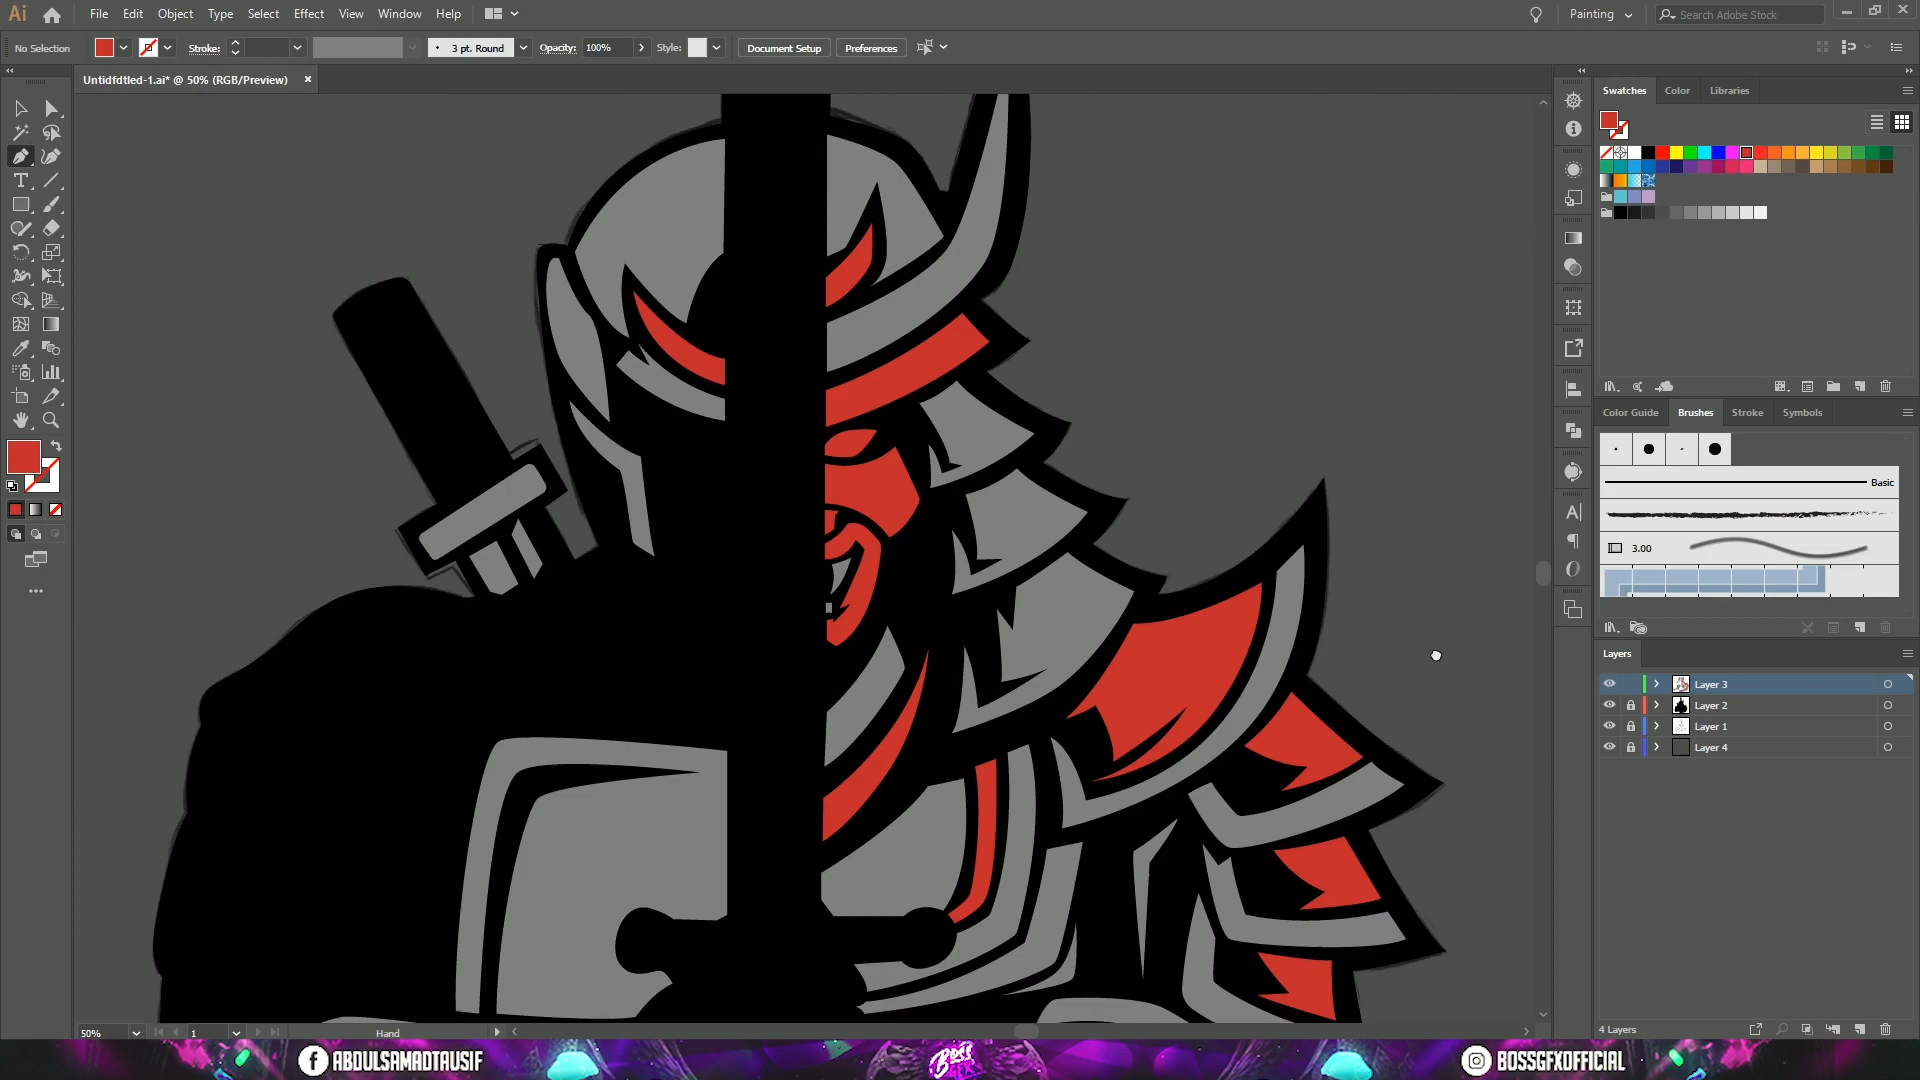 Ai File Edit Object Type Select Effect View Window Help Painting Search Adobe Stock
No Selection Stroke: 3 pt. Round Opacity: 100% Style: Document Setup Preferences
Untidfdtled-1.ai* @ 50% (RGB/Preview)
Swatches Color Libraries
Color Guide Brushes Stroke Symbols
Basic
3.00
Layers
Layer 3
Layer 2
Layer 1
Layer 4
4 Layers
50% 1 Hand
ABDULSAMADTAUSIF BOSS GFX BOSSGFXOFFICIAL